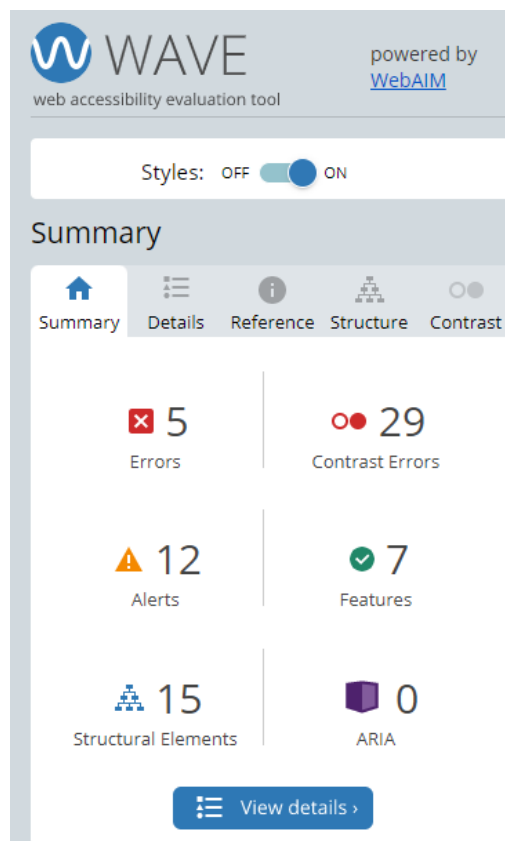 WAVE
powered by
WebAIM
web accessibility evaluation tool
Styles: OFF ON
Summary
Summary Details Reference Structure Contrast
5 29
Errors Contrast Errors
12 7
Alerts Features
15 0
Structural Elements ARIA
View details ›